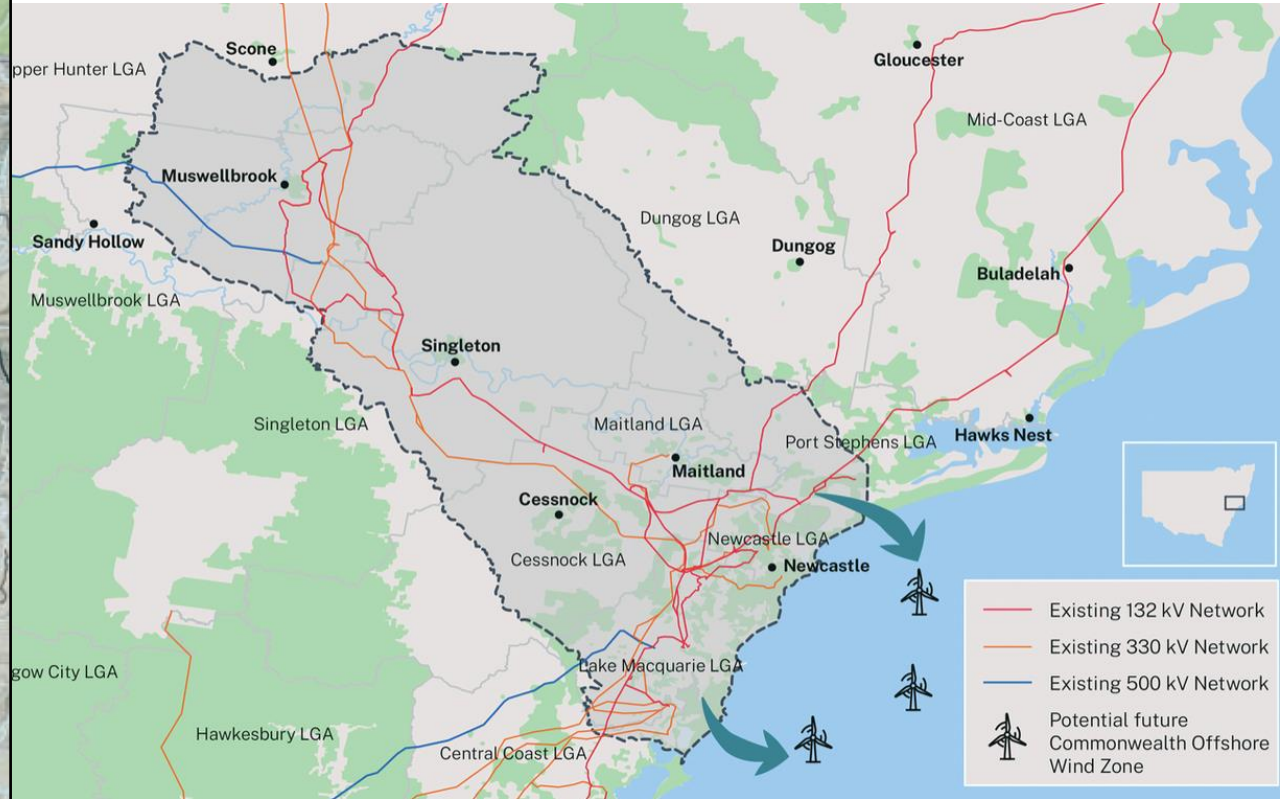 Scone
pper Hunter LGA
Gloucester
Mid-Coast LGA
Muswellbrook
Sandy Hollow
Dungog LGA
Dungog
Buladelah
Muswellbrook LGA
Singleton
Singleton LGA
Maitland LGA
Port Stephens LGA
Hawks Nest
Maitland
Cessnock
Cessnock LGA
Newcastle LGA
Newcastle
Existing 132 kV Network
Existing 330 kV Network
Existing 500 kV Network
Potential future
Commonwealth Offshore
Wind Zone
Lake Macquarie LGA
gow City LGA
Hawkesbury LGA
Central Coast LGA